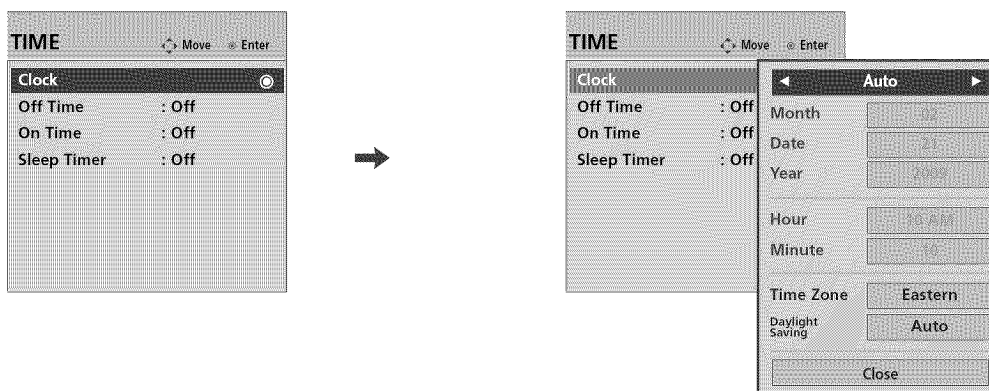 TIME Move Enter
Clock
Off Time : Off
On Time : Off
Sleep Timer : Off
TIME Move Enter
Clock
Off Time : Off
On Time : Off
Sleep Timer : Off
Auto
Month 02
Date 21
Year 2009
Hour 10 AM
Minute 10
Time Zone Eastern
Daylight
Saving Auto
Close